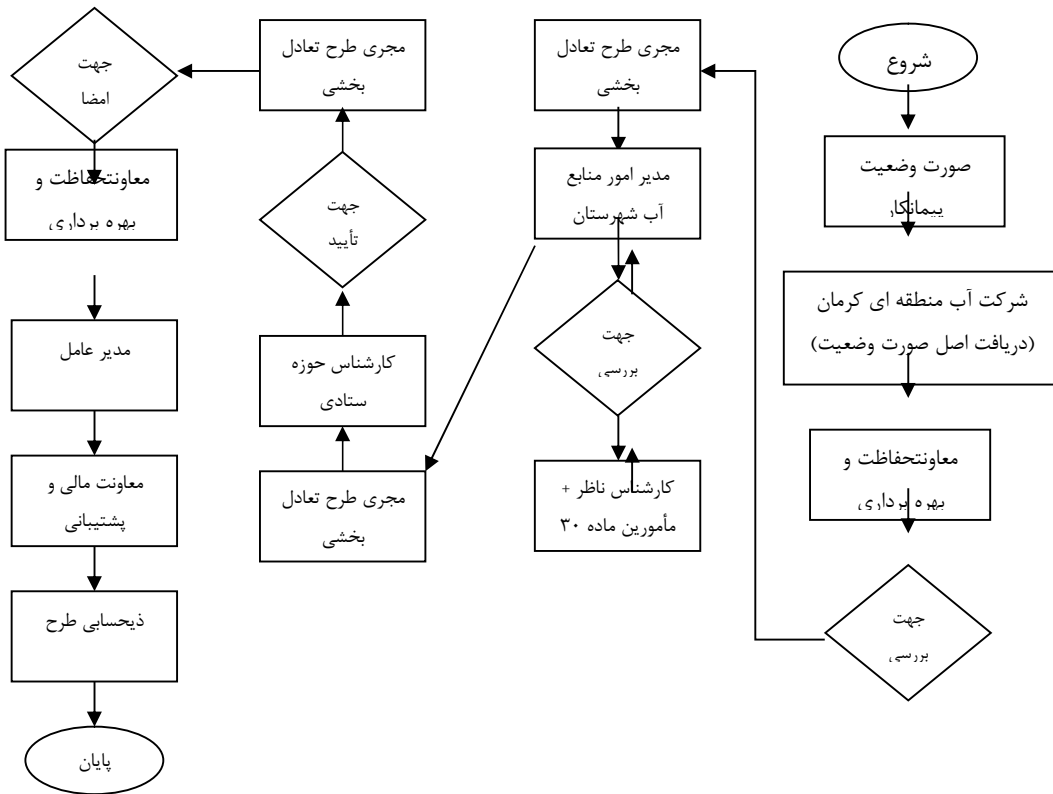 شروع
صورت وضعیت
پیمانکار
شرکت آب منطقه ای کرمان
(دریافت اصل صورت وضعیت)
معاونتحفاظت و
بهره برداری
جهت
بررسی
مجری طرح تعادل
بخشی
مدیر امور منابع
آب شهرستان
جهت
بررسی
کارشناس ناظر +
مأمورین ماده ۳۰
مجری طرح تعادل
بخشی
کارشناس حوزه
ستادی
جهت
تأیید
مجری طرح تعادل
بخشی
جهت
امضا
معاونتحفاظت و
بهره برداری
مدیر عامل
معاونت مالی و
پشتیبانی
ذیحسابی طرح
پایان